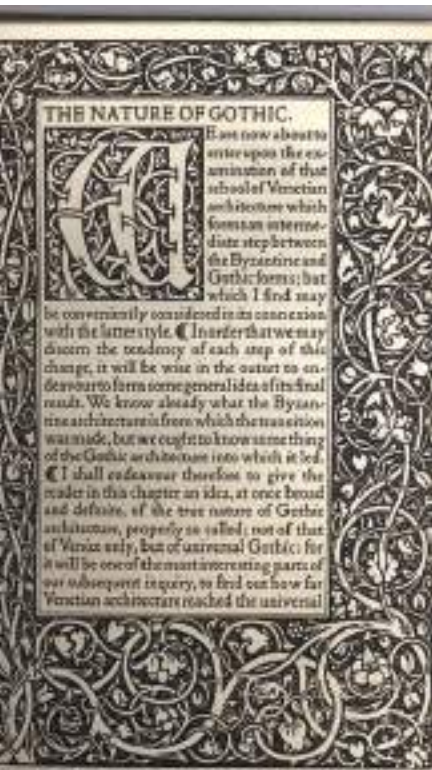 THE NATURE OF GOTHIC.
WE are now about to
enter upon the ex-
amination of that
school of Venetian
architecture which
forms an interme-
diate step between
the Byzantine and
Gothic forms; but
which I find may
be conveniently considered in its connexion
with the latter style. ❡ In order that we may
discern the tendency of each step of this
change, it will be wise in the outset to en-
deavour to form some general idea of its final
result. We know already what the Byzan-
tine architecture is from which the transition
was made, but we ought to know something
of the Gothic architecture into which it led.
❡ I shall endeavour therefore to give the
reader in this chapter an idea, at once broad
and definite, of the true nature of Gothic
architecture, properly so called; not of that
of Venice only, but of universal Gothic: for
it will be one of the most interesting parts of
our subsequent inquiry, to find out how far
Venetian architecture reached the universal